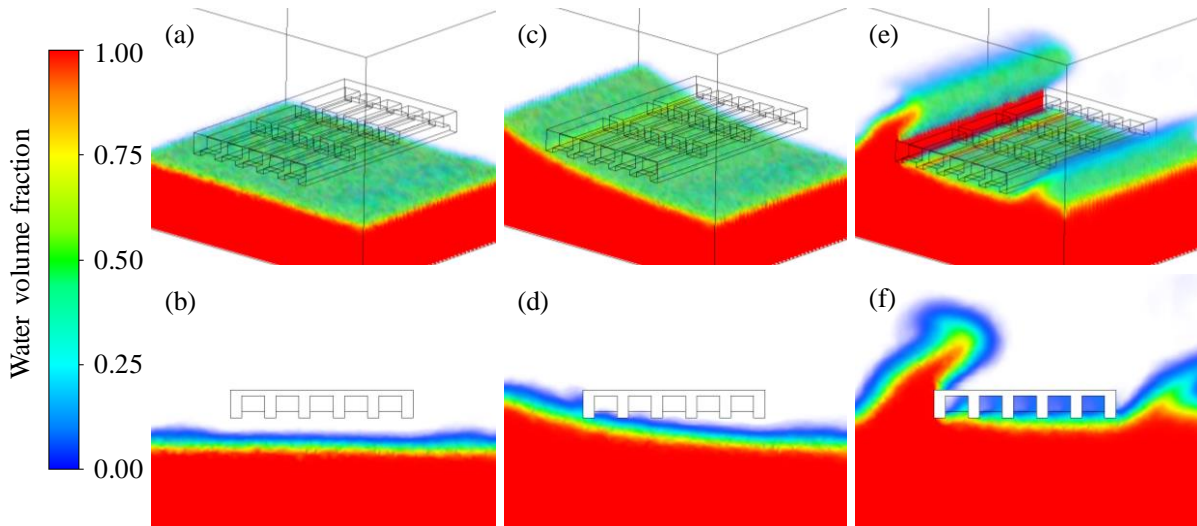 Water volume fraction
1.00
0.75
0.50
0.25
0.00
(a)
(c)
(e)
(b)
(d)
(f)